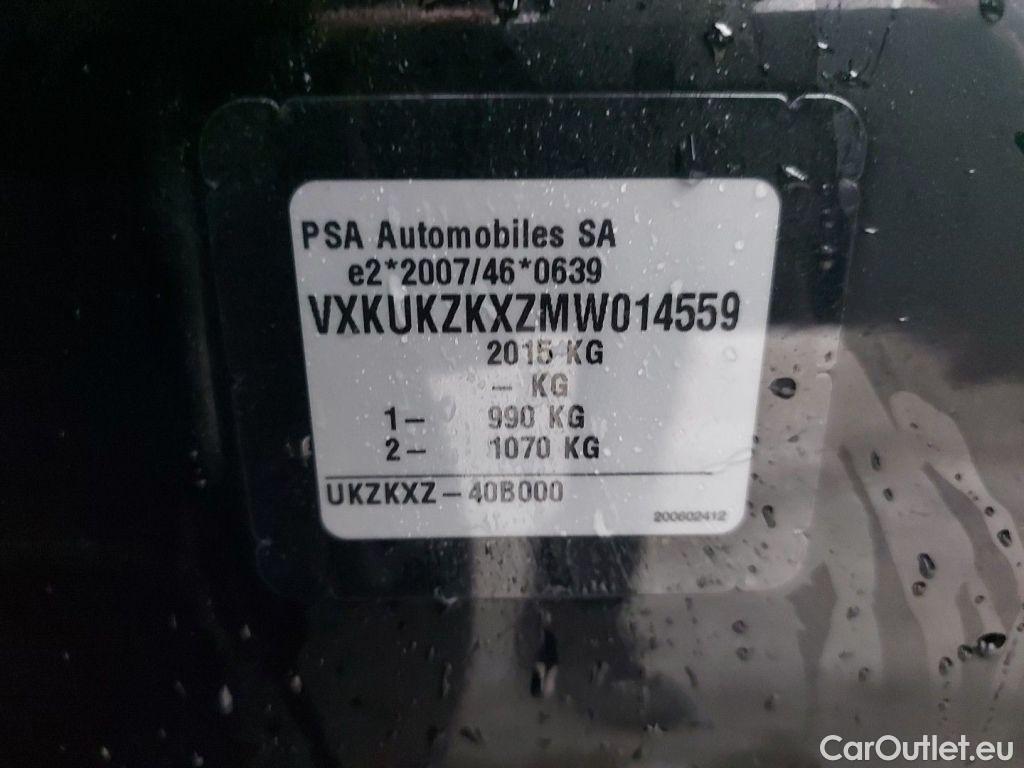 PSA Automobiles SA
e2*2007/46*0639
VXKUKZKXZMW014559
2015 KG
- KG
1- 990 KG
2- 1070 KG
UKZKXZ-40B000
200602412
CarOutlet.eu